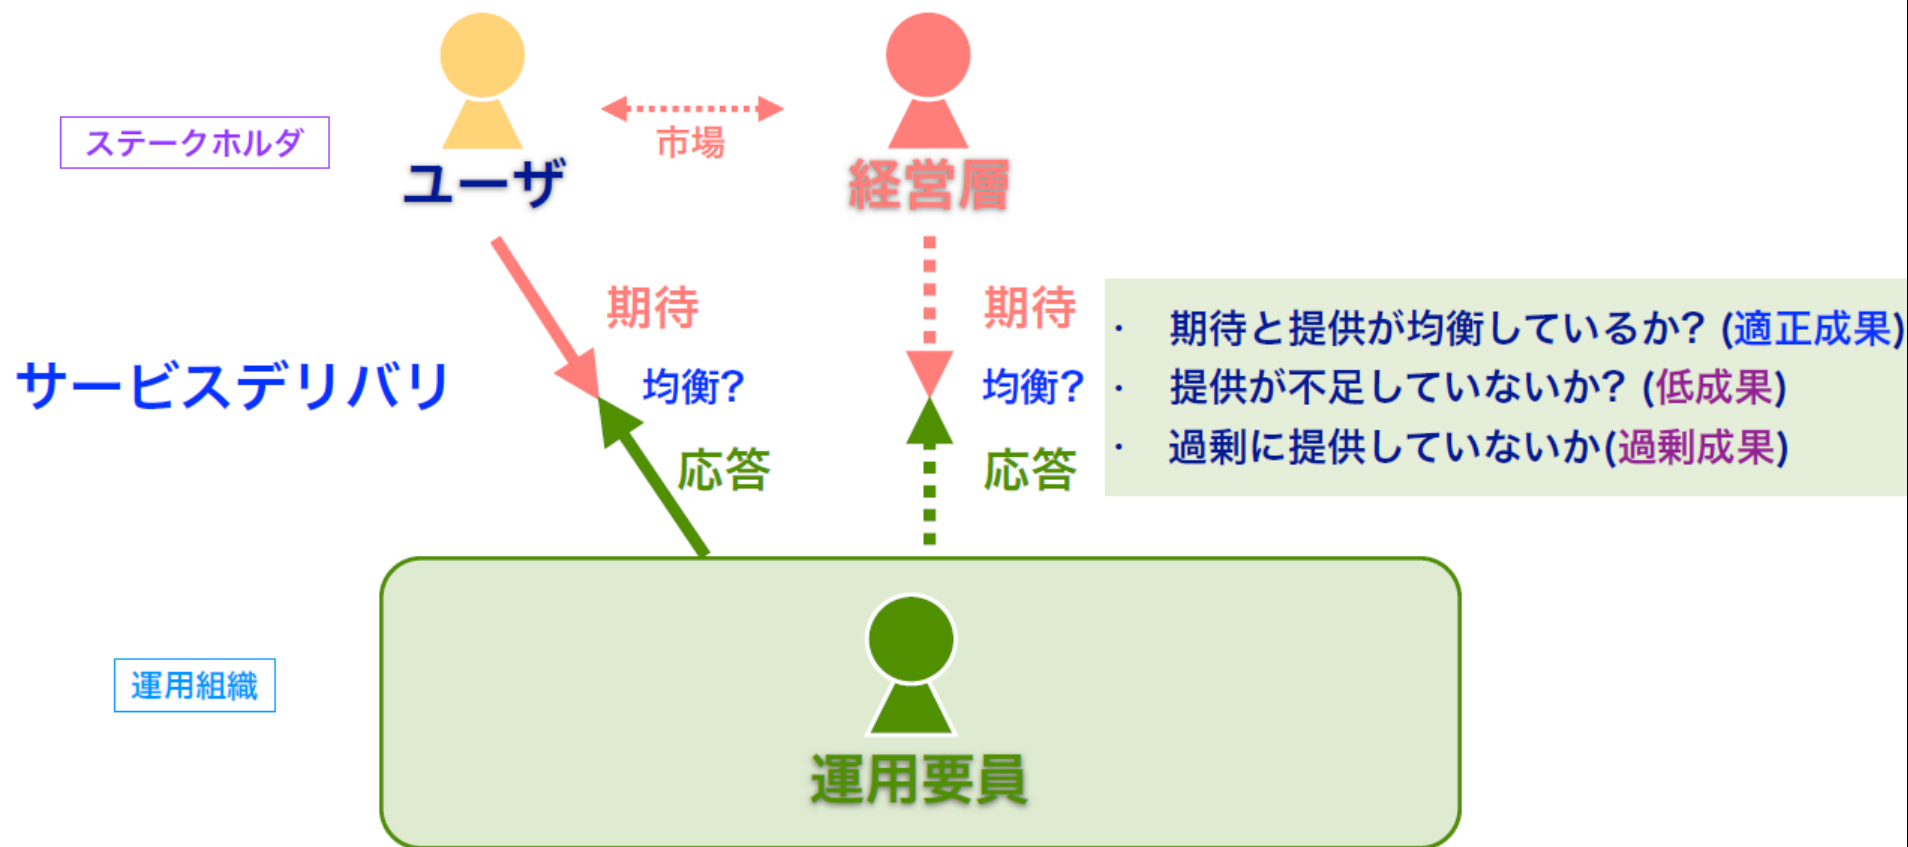 ステークホルダ
市場
ユーザ
経営層
期待
期待
サービスデリバリ
均衡?
均衡?
応答
応答
・ 期待と提供が均衡しているか? (適正成果)
・ 提供が不足していないか? (低成果)
・ 過剰に提供していないか(過剰成果)
運用組織
運用要員